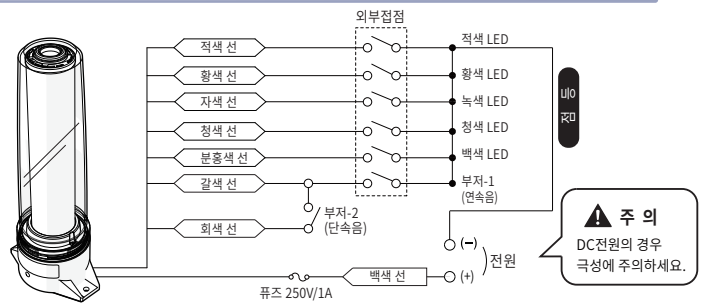 외부접점
적색 선
적색 LED
황색 선
황색 LED
자색 선
녹색 LED
청색 선
청색 LED
분홍색 선
백색 LED
갈색 선
부저-1
(연속음)
회색 선
부저-2
(단속음)
점 등
(−)
(+)
전원
백색 선
퓨즈 250V/1A
주 의
DC전원의 경우
극성에 주의하세요.